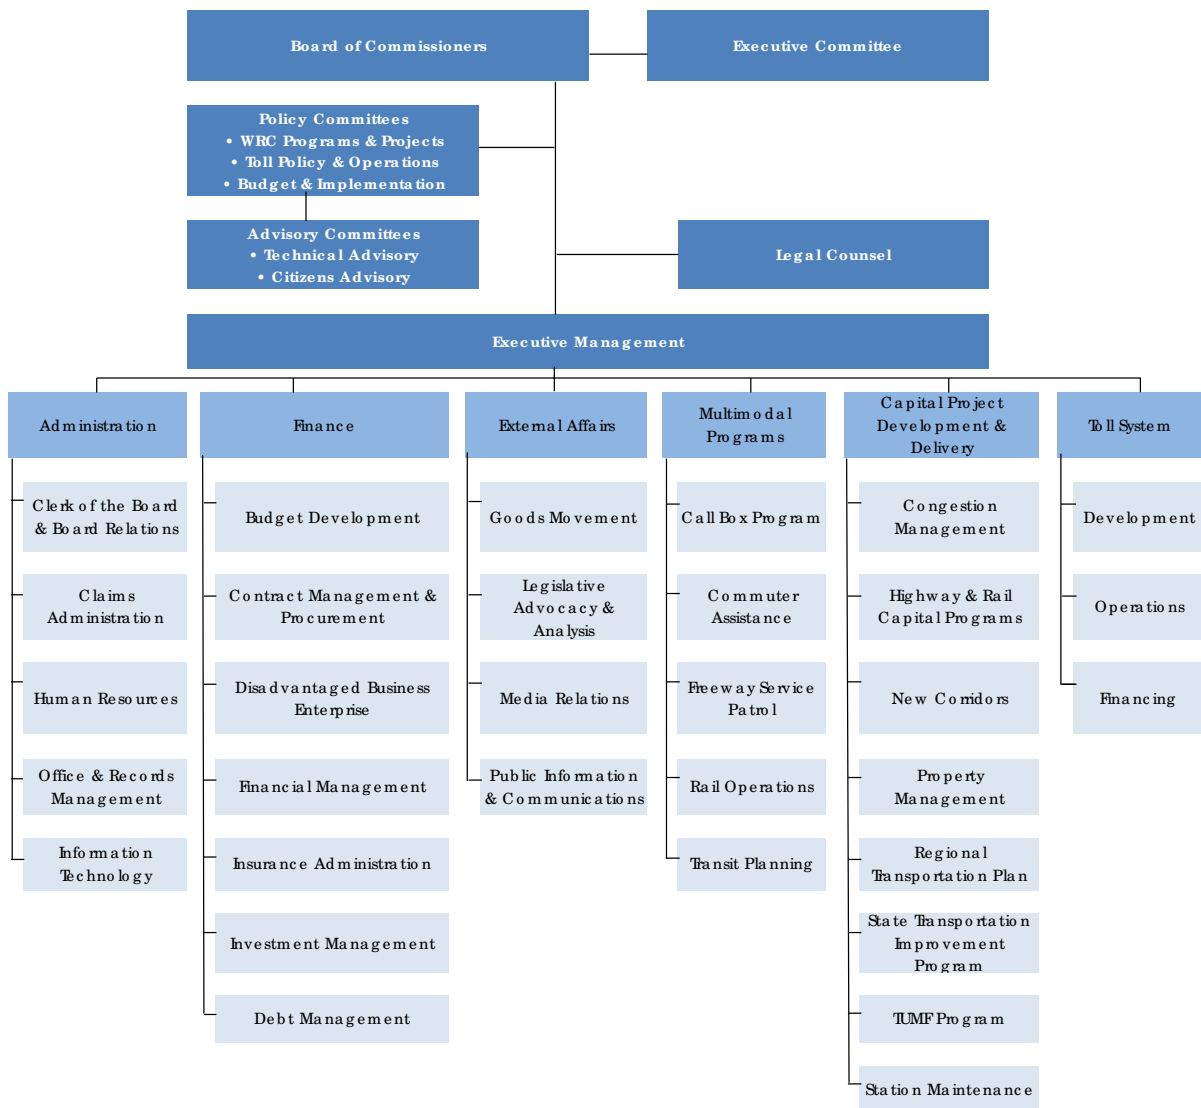 Board of Commissioners
Executive Committee
Policy Committees
• WRC Programs & Projects
• Toll Policy & Operations
• Budget & Implementation
Advisory Committees
• Technical Advisory
• Citizens Advisory
Legal Counsel
Executive Management
Administration
Finance
External Affairs
Multimodal
Programs
Capital Project
Development &
Delivery
Toll System
Clerk of the Board
& Board Relations
Claims
Administration
Human Resources
Office & Records
Management
Information
Technology
Budget Development
Contract Management &
Procurement
Disadvantaged Business
Enterprise
Financial Management
Insurance Administration
Investment Management
Debt Management
Goods Movement
Legislative
Advocacy &
Analysis
Media Relations
Public Information
& Communications
Call Box Program
Commuter
Assistance
Freeway Service
Patrol
Rail Operations
Transit Planning
Congestion
Management
Highway & Rail
Capital Programs
New Corridors
Property
Management
Regional
Transportation Plan
State Transportation
Improvement
Program
TUMF Program
Station Maintenance
Development
Operations
Financing